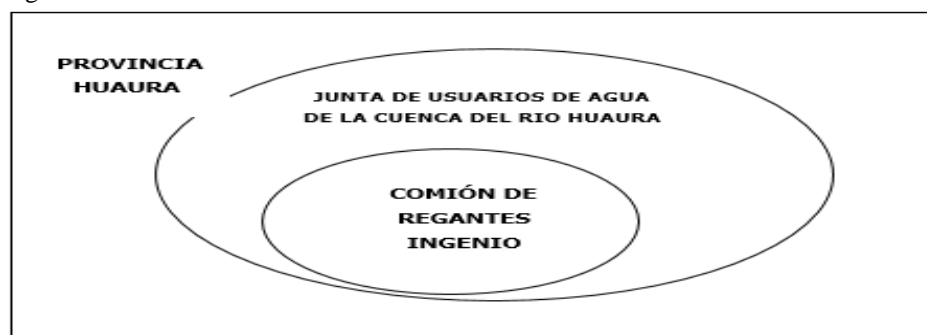 PROVINCIA
HUAURA
JUNTA DE USUARIOS DE AGUA
DE LA CUENCA DEL RIO HUAURA
COMIÓN DE
REGANTES
INGENIO